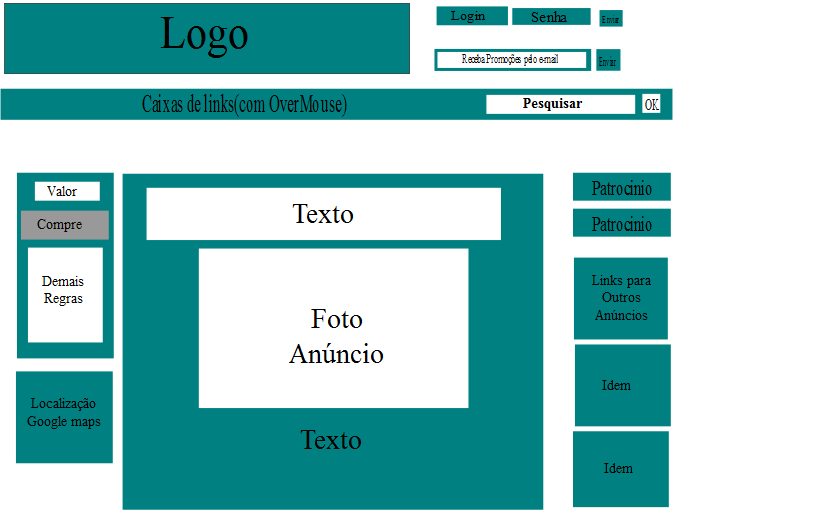 Logo
Login
Senha
Enviar
Receba Promoções pelo e-mail
Enviar
Caixas de links(com OverMouse)
Pesquisar
OK
Valor
Compre
Demais
Regras
Localização
Google maps
Texto
Foto
Anúncio
Texto
Patrocinio
Patrocinio
Links para
Outros
Anúncios
Idem
Idem